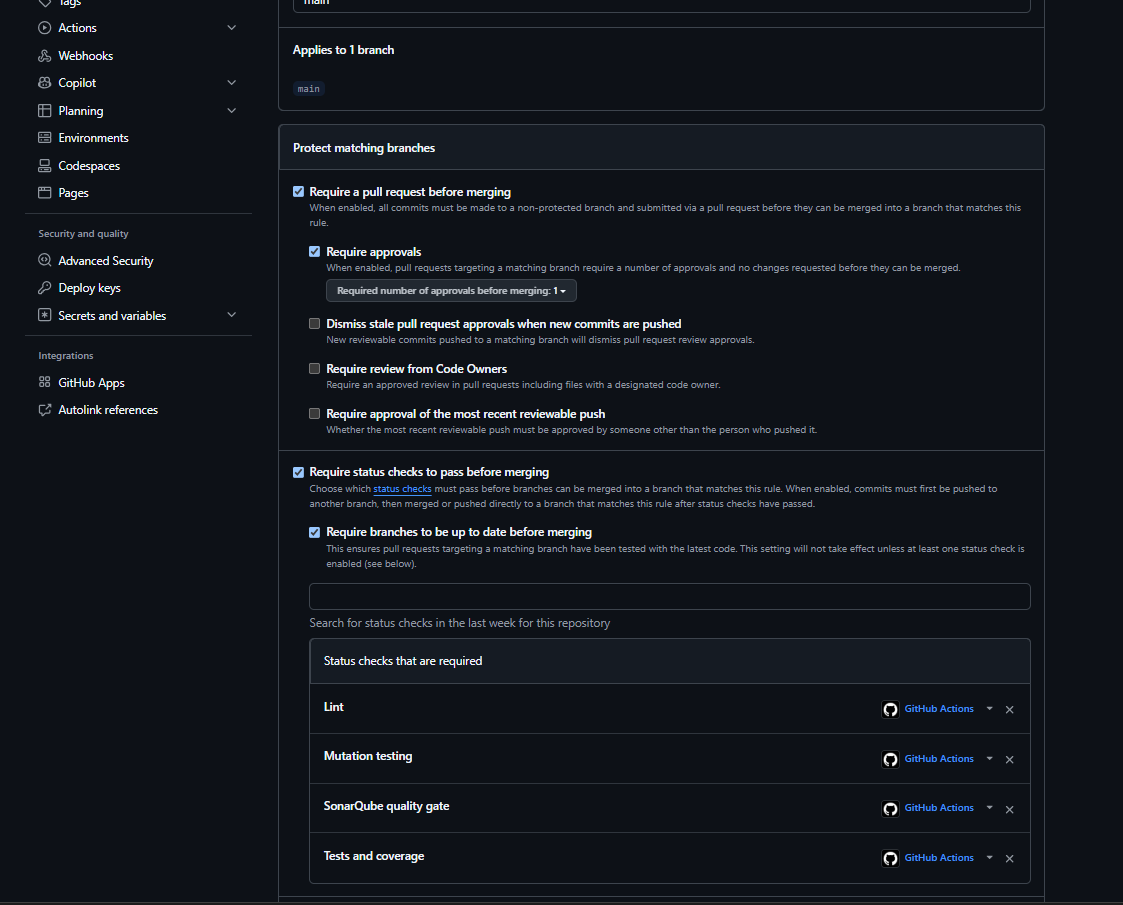 Tags
Actions
Webhooks
Copilot
Planning
Environments
Codespaces
Pages
Security and quality
Advanced Security
Deploy keys
Secrets and variables
Integrations
GitHub Apps
Autolink references
main
Applies to 1 branch
main
Protect matching branches
Require a pull request before merging
When enabled, all commits must be made to a non-protected branch and submitted via a pull request before they can be merged into a branch that matches this
rule.
Require approvals
When enabled, pull requests targeting a matching branch require a number of approvals and no changes requested before they can be merged.
Required number of approvals before merging: 1
Dismiss stale pull request approvals when new commits are pushed
New reviewable commits pushed to a matching branch will dismiss pull request review approvals.
Require review from Code Owners
Require an approved review in pull requests including files with a designated code owner.
Require approval of the most recent reviewable push
Whether the most recent reviewable push must be approved by someone other than the person who pushed it.
Require status checks to pass before merging
Choose which status checks must pass before branches can be merged into a branch that matches this rule. When enabled, commits must first be pushed to
another branch, then merged or pushed directly to a branch that matches this rule after status checks have passed.
Require branches to be up to date before merging
This ensures pull requests targeting a matching branch have been tested with the latest code. This setting will not take effect unless at least one status check is
enabled (see below).
Search for status checks in the last week for this repository
Status checks that are required
Lint GitHub Actions
Mutation testing GitHub Actions
SonarQube quality gate GitHub Actions
Tests and coverage GitHub Actions